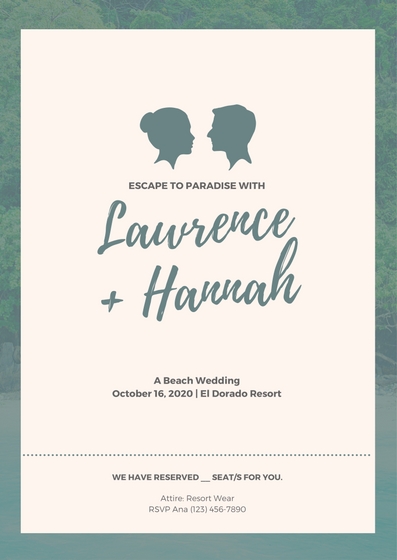 ESCAPE TO PARADISE WITH
Lawrence
+ Hannah
A Beach Wedding
October 16, 2020 | El Dorado Resort
WE HAVE RESERVED __ SEAT/S FOR YOU.
Attire: Resort Wear
RSVP Ana (123) 456-7890